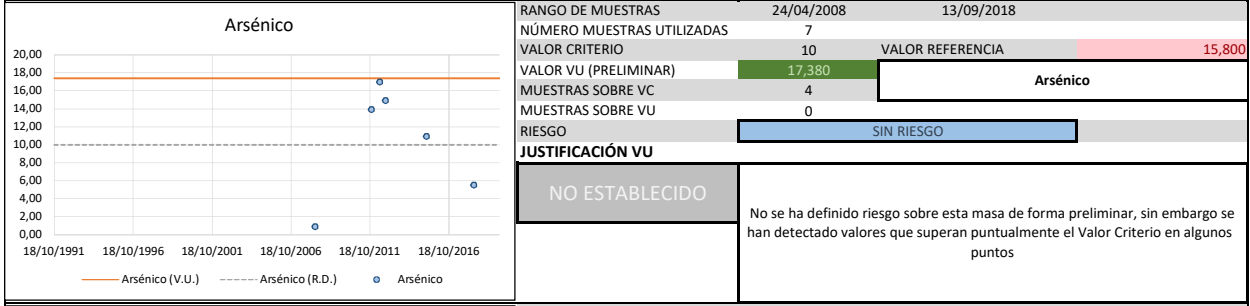 Arsénico
20,00
18,00
16,00
14,00
12,00
10,00
8,00
6,00
4,00
2,00
0,00
18/10/1991 18/10/1996 18/10/2001 18/10/2006 18/10/2011 18/10/2016
Arsénico (V.U.) Arsénico (R.D.) Arsénico
RANGO DE MUESTRAS 24/04/2008 13/09/2018
NÚMERO MUESTRAS UTILIZADAS 7
VALOR CRITERIO 10 VALOR REFERENCIA 15,800
VALOR VU (PRELIMINAR) 17,380
Arsénico
MUESTRAS SOBRE VC 4
MUESTRAS SOBRE VU 0
RIESGO SIN RIESGO
JUSTIFICACIÓN VU
NO ESTABLECIDO
No se ha definido riesgo sobre esta masa de forma preliminar, sin embargo se
han detectado valores que superan puntualmente el Valor Criterio en algunos
puntos